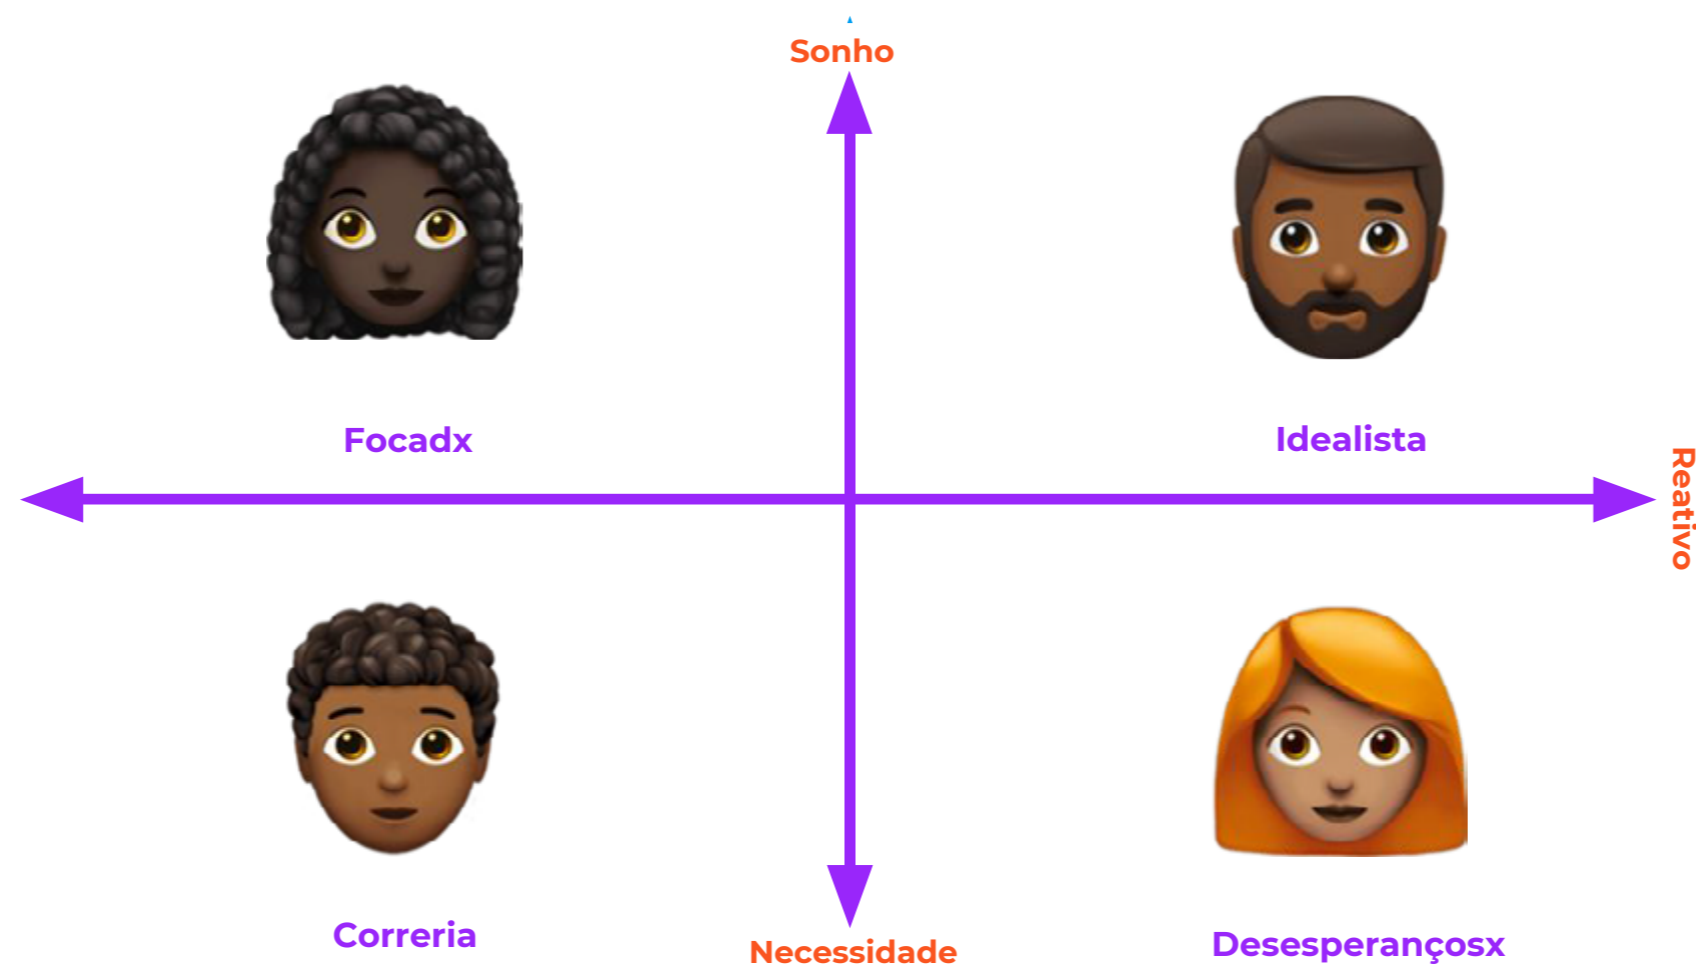 Sonho
Focadx
Idealista
Reativo
Correria
Necessidade
Desesperançosx